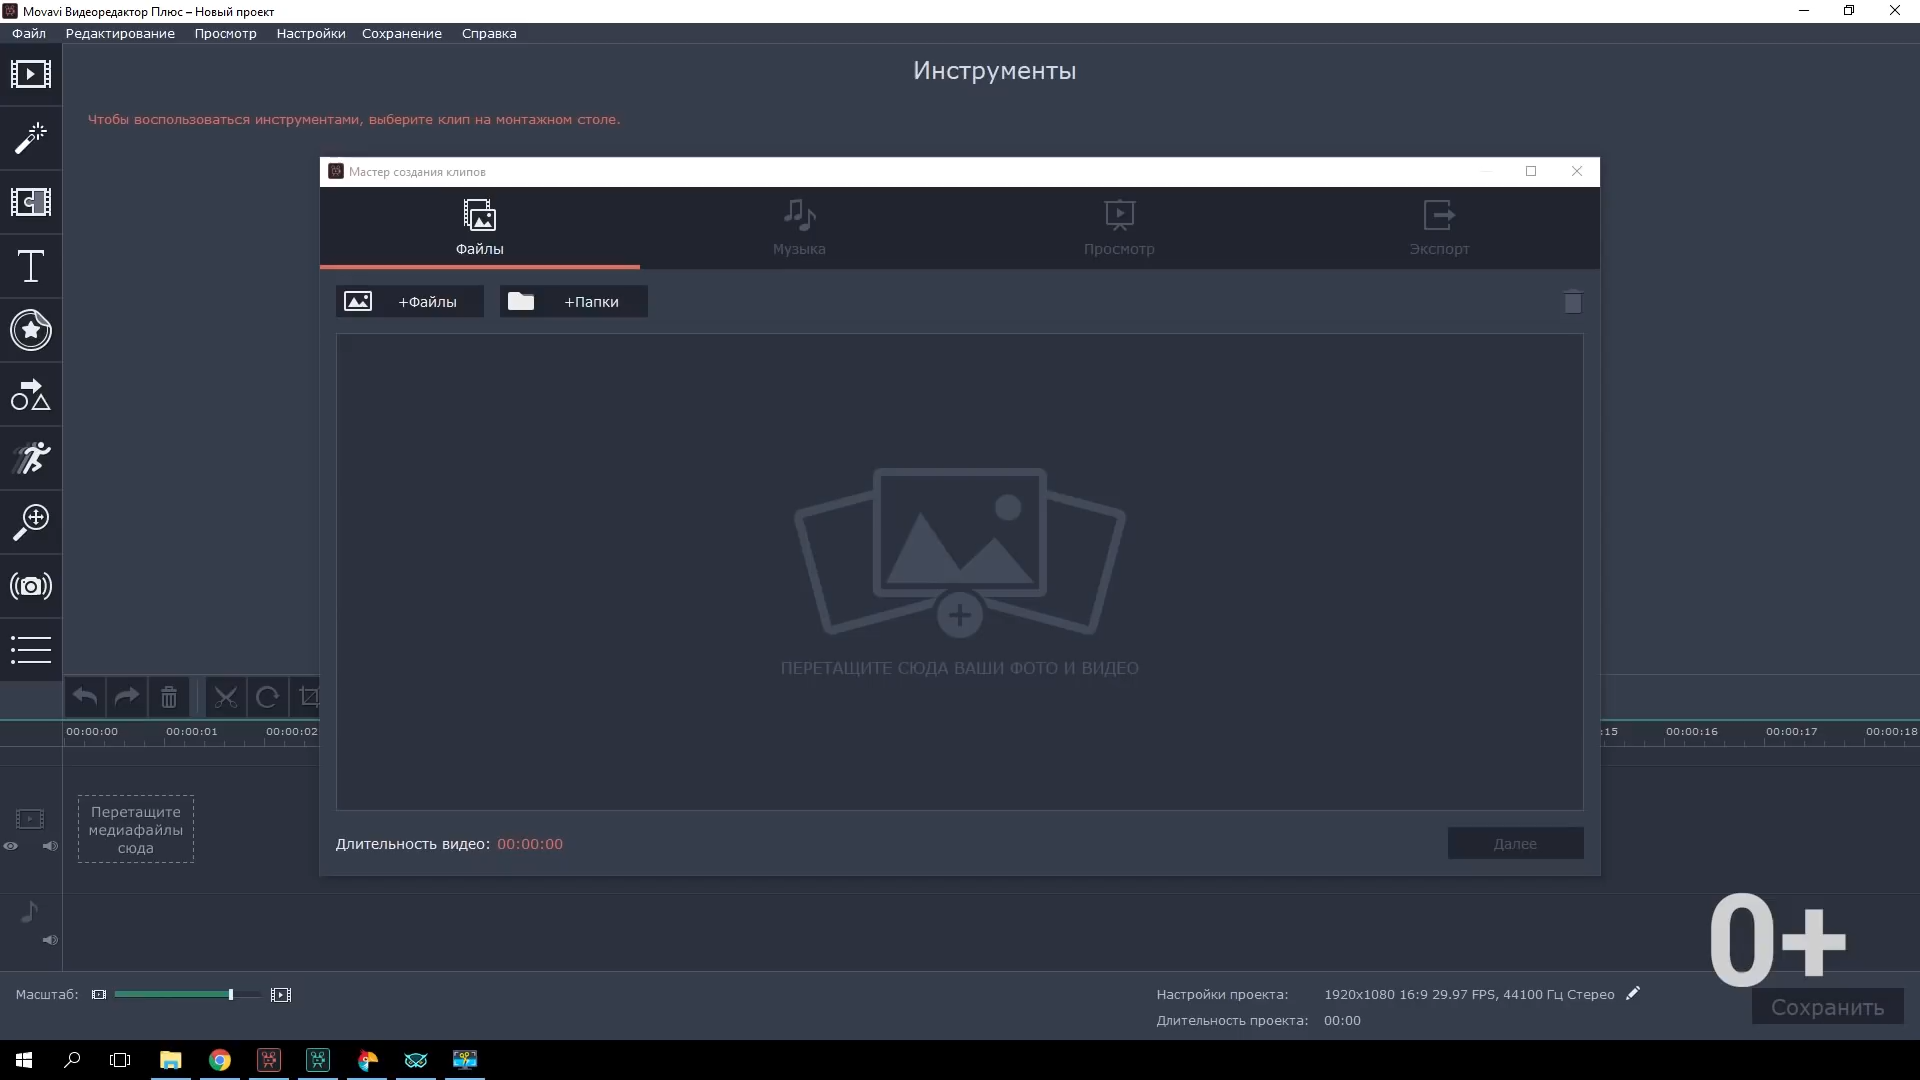 Movavi Видеоредактор Плюс – Новый проект
Файл Редактирование Просмотр Настройки Сохранение Справка
Инструменты
Чтобы воспользоваться инструментами, выберите клип на монтажном столе.
Мастер создания клипов
Файлы Музыка Просмотр Экспорт
+Файлы +Папки
ПЕРЕТАЩИТЕ СЮДА ВАШИ ФОТО И ВИДЕО
00:00:00 00:00:01 00:00:02 :15 00:00:16 00:00:17 00:00:18
Перетащите
медиафайлы
сюда
Длительность видео: 00:00:00
Далее
0+
Масштаб:
Настройки проекта: 1920x1080 16:9 29.97 FPS, 44100 Гц Стерео
Длительность проекта: 00:00
Сохранить